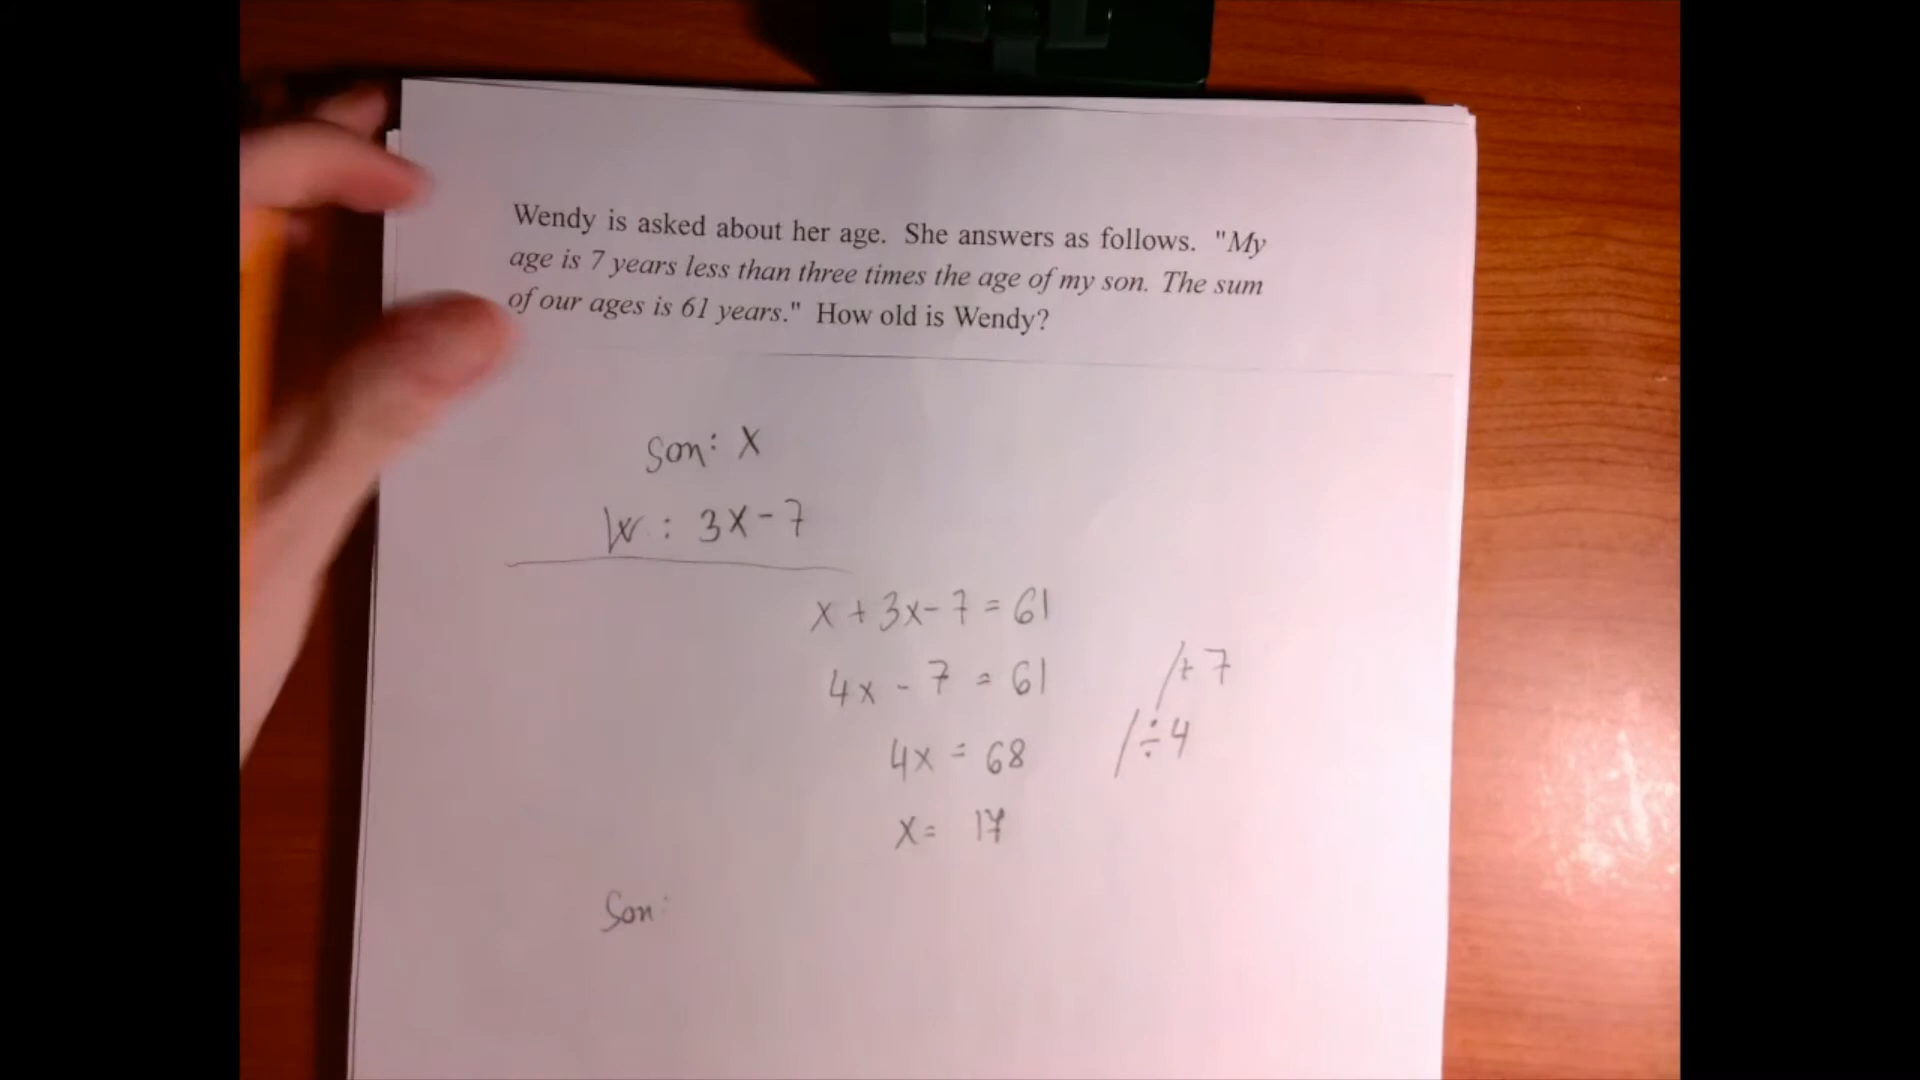 Wendy is asked about her age. She answers as follows. "My
age is 7 years less than three times the age of my son. The sum
of our ages is 61 years." How old is Wendy?
Son: X
W: 3X-7
x + 3x - 7 = 61
4x - 7 = 61 /+7
4x = 68 /÷4
x = 17
Son: